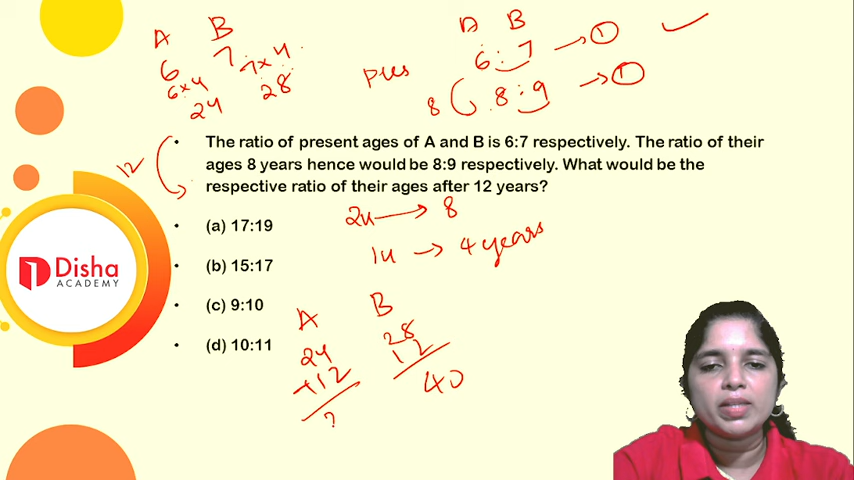 A B
6 7 7×4
6×4 28
24
A B
6 : 7 → 1
Pres
8 8 : 9 → 1
12
• The ratio of present ages of A and B is 6:7 respectively. The ratio of their
ages 8 years hence would be 8:9 respectively. What would be the
respective ratio of their ages after 12 years?
2u → 8
1u → 4 years
• (a) 17:19
• (b) 15:17
• (c) 9:10
• (d) 10:11
Disha
ACADEMY
A B
24 28
+12 12
40